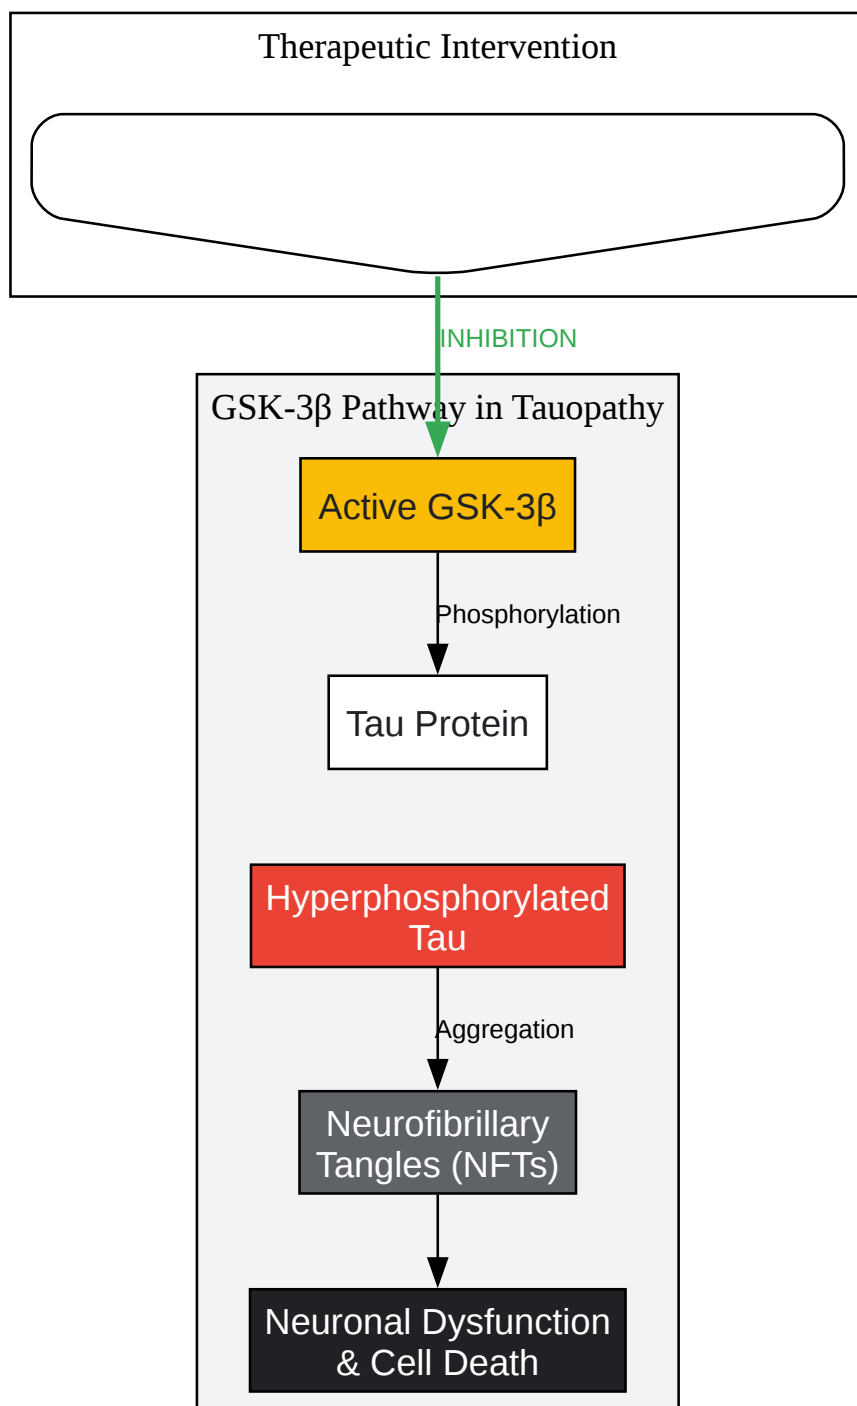 Therapeutic Intervention
INHIBITION
GSK-3β Pathway in Tauopathy
Active GSK-3β
Phosphorylation
Tau Protein
Hyperphosphorylated
Tau
Aggregation
Neurofibrillary
Tangles (NFTs)
Neuronal Dysfunction
& Cell Death